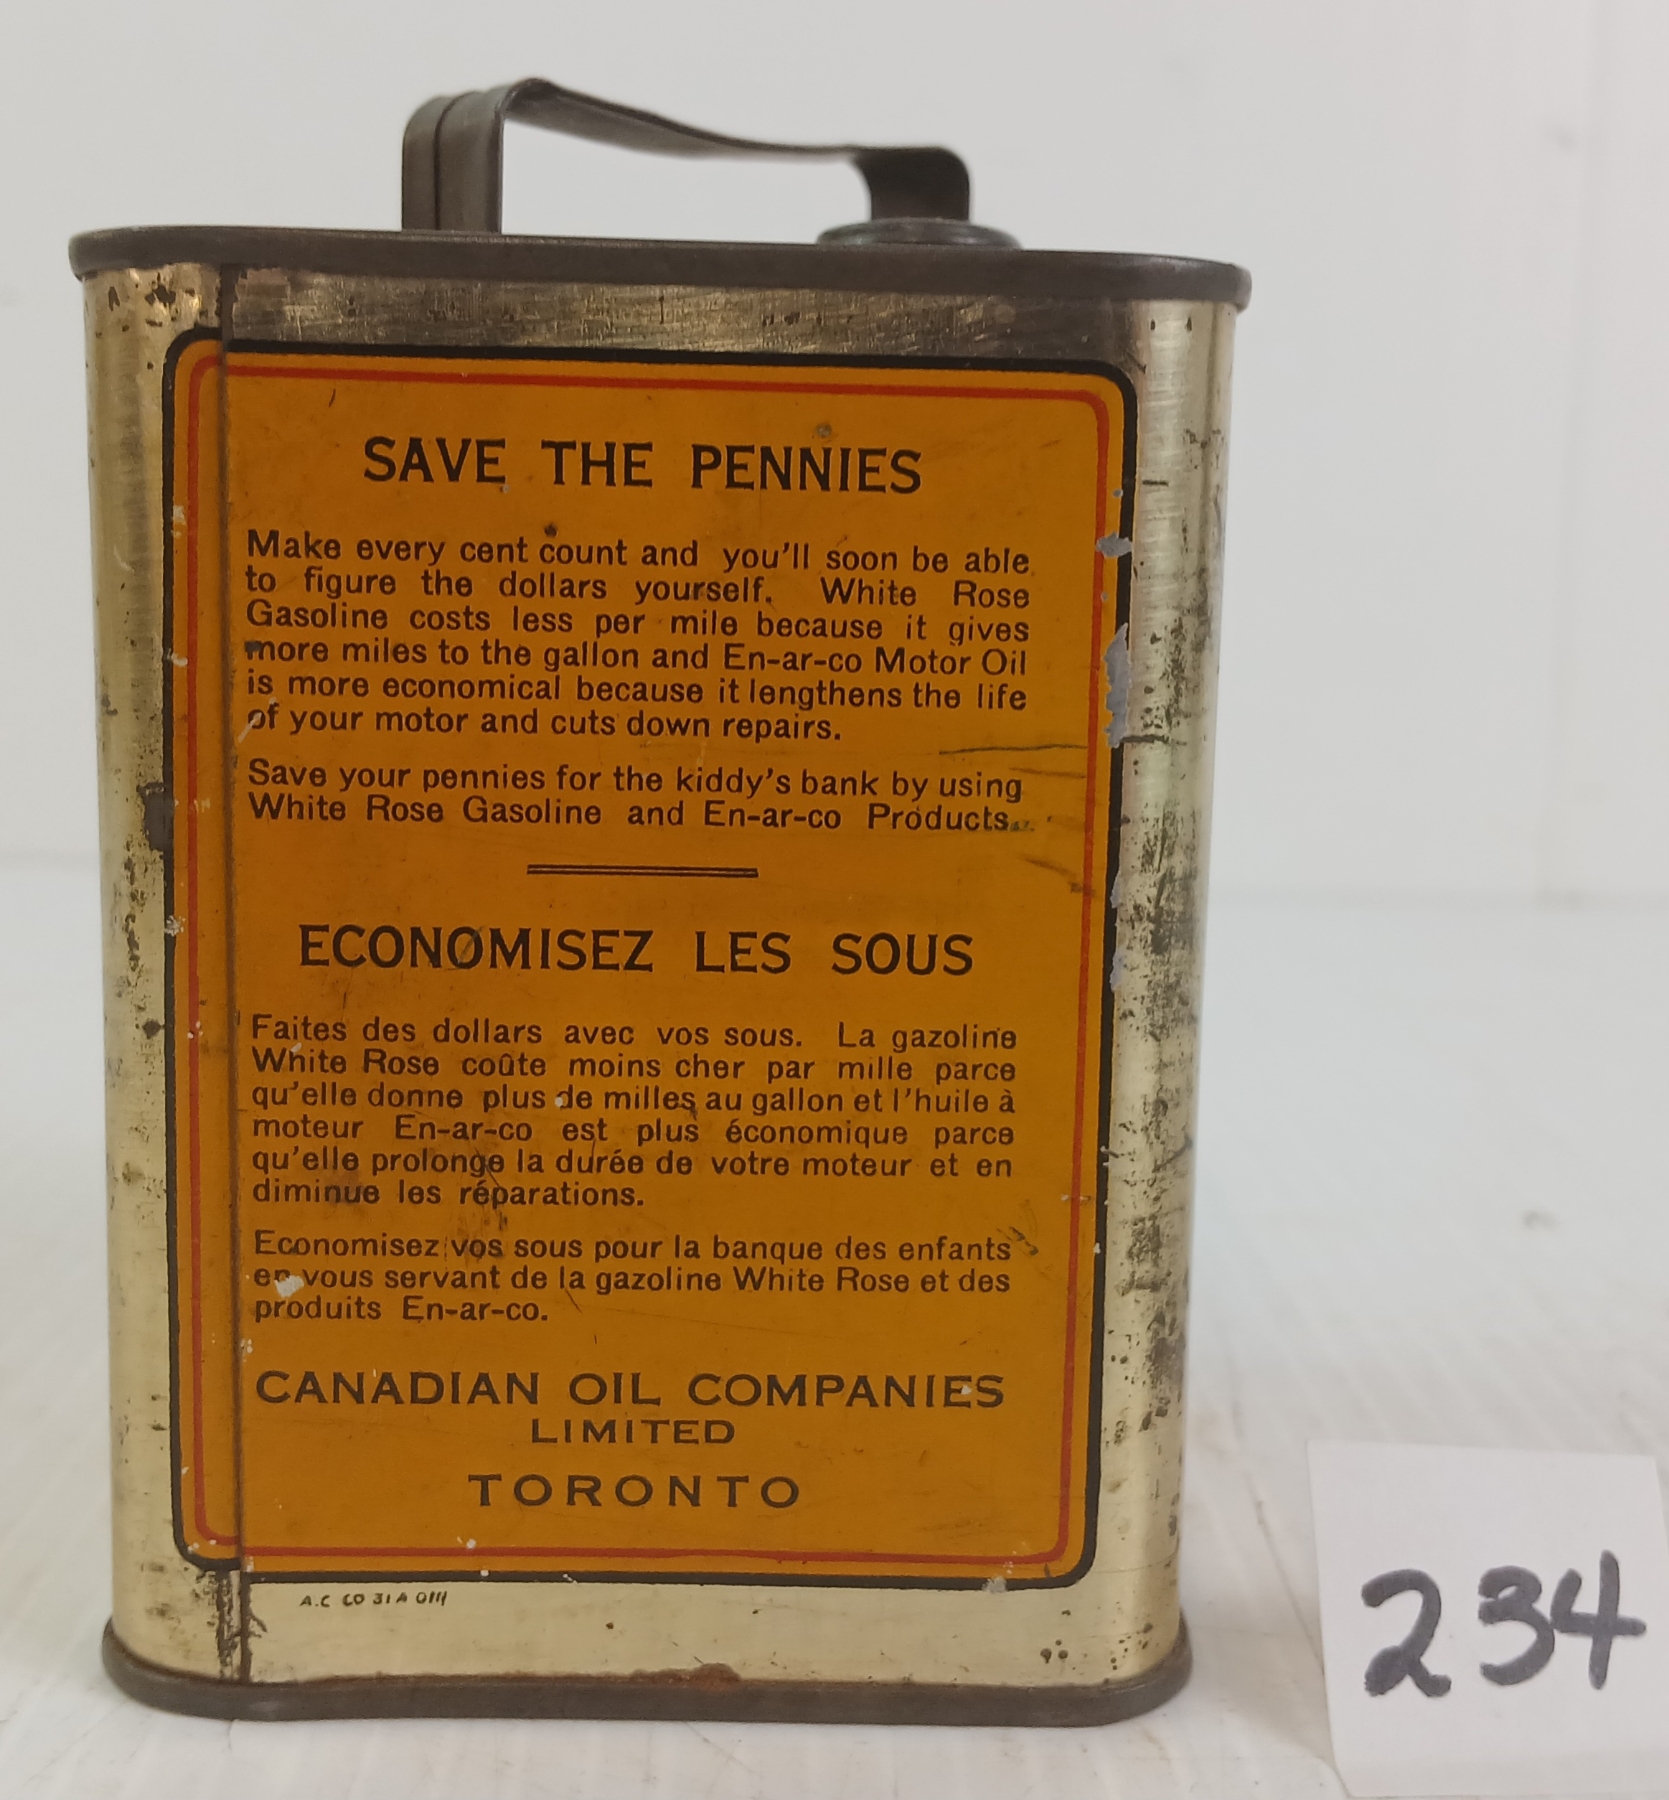 SAVE THE PENNIES
Make every cent count and you'll soon be able
to figure the dollars yourself. White Rose
Gasoline costs less per mile because it gives
more miles to the gallon and En-ar-co Motor Oil
is more economical because it lengthens the life
of your motor and cuts down repairs.
Save your pennies for the kiddy's bank by using
White Rose Gasoline and En-ar-co Products.
ECONOMISEZ LES SOUS
Faites des dollars avec vos sous. La gazoline
White Rose coûte moins cher par mille parce
qu'elle donne plus de milles au gallon et l'huile à
moteur En-ar-co est plus économique parce
qu'elle prolonge la durée de votre moteur et en
diminue les réparations.
Economisez vos sous pour la banque des enfants
en vous servant de la gazoline White Rose et des
produits En-ar-co.
CANADIAN OIL COMPANIES
LIMITED
TORONTO
A.C CO 31A
234